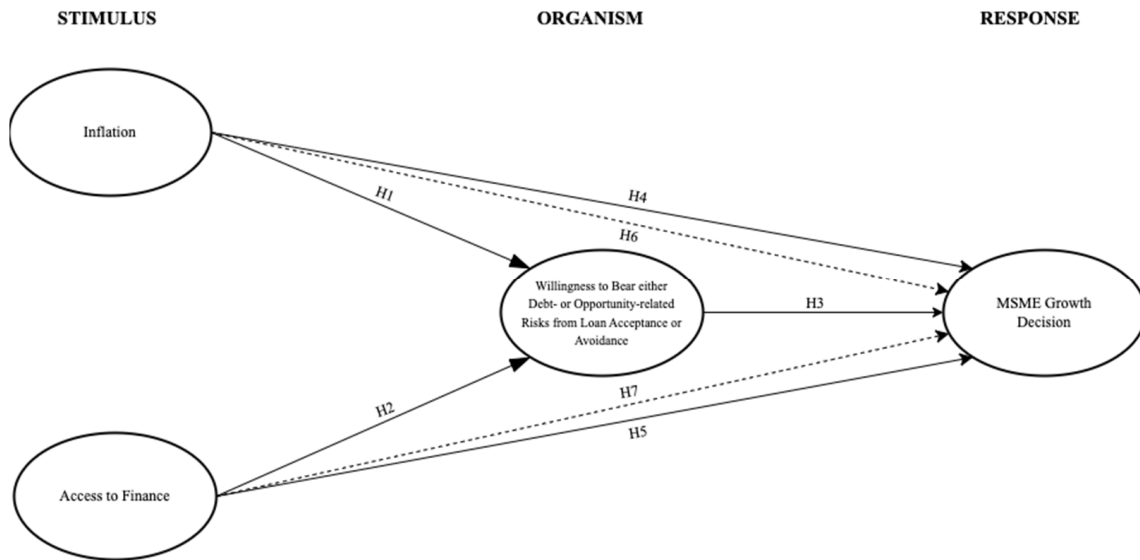 STIMULUS
ORGANISM
RESPONSE
Inflation
H1
H4
H6
Willingness to Bear either
Debt- or Opportunity-related
Risks from Loan Acceptance or
Avoidance
H3
MSME Growth
Decision
H2
H7
H5
Access to Finance